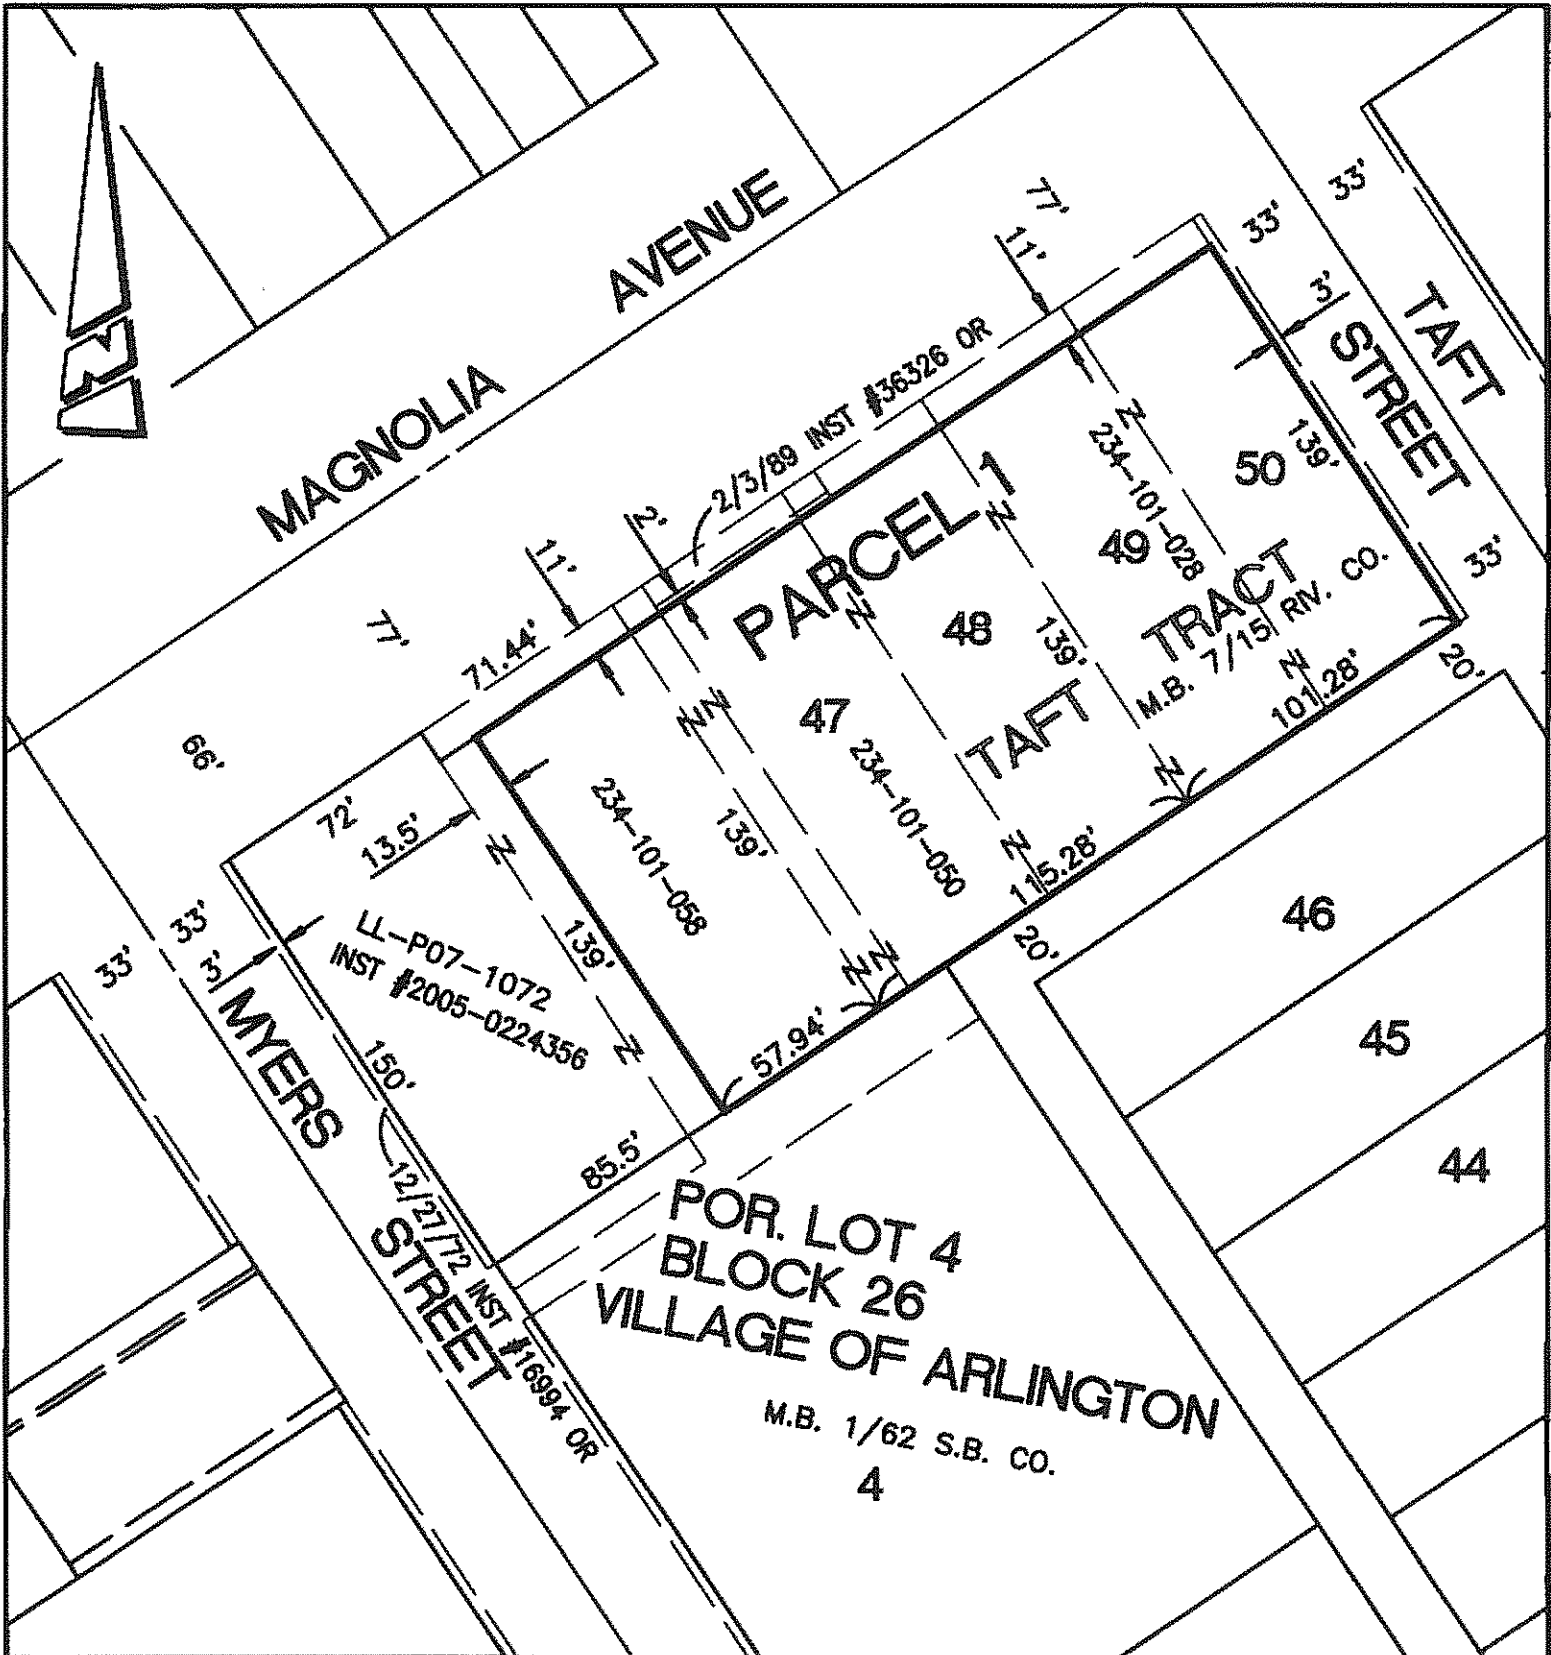 N
MAGNOLIA AVENUE
77'
11'
33'
33'
3'
TAFT
STREET
2/3/89 INST #36326 OR
2'
11'
77'
71.44'
66'
72'
13.5'
PARCEL 1
50
139'
234-101-028
49
48
139'
47
234-101-050
139'
234-101-058
139'
TAFT TRACT
M.B. 7/15 RIV. CO.
33'
20'
101.28'
115.28'
20'
57.94'
85.5'
33'
33'
3'
LL-P07-1072
INST #2005-0224356
150'
MYERS
STREET
12/27/72 INST #16994 OR
46
45
44
POR. LOT 4
BLOCK 26
VILLAGE OF ARLINGTON
M.B. 1/62 S.B. CO.
4